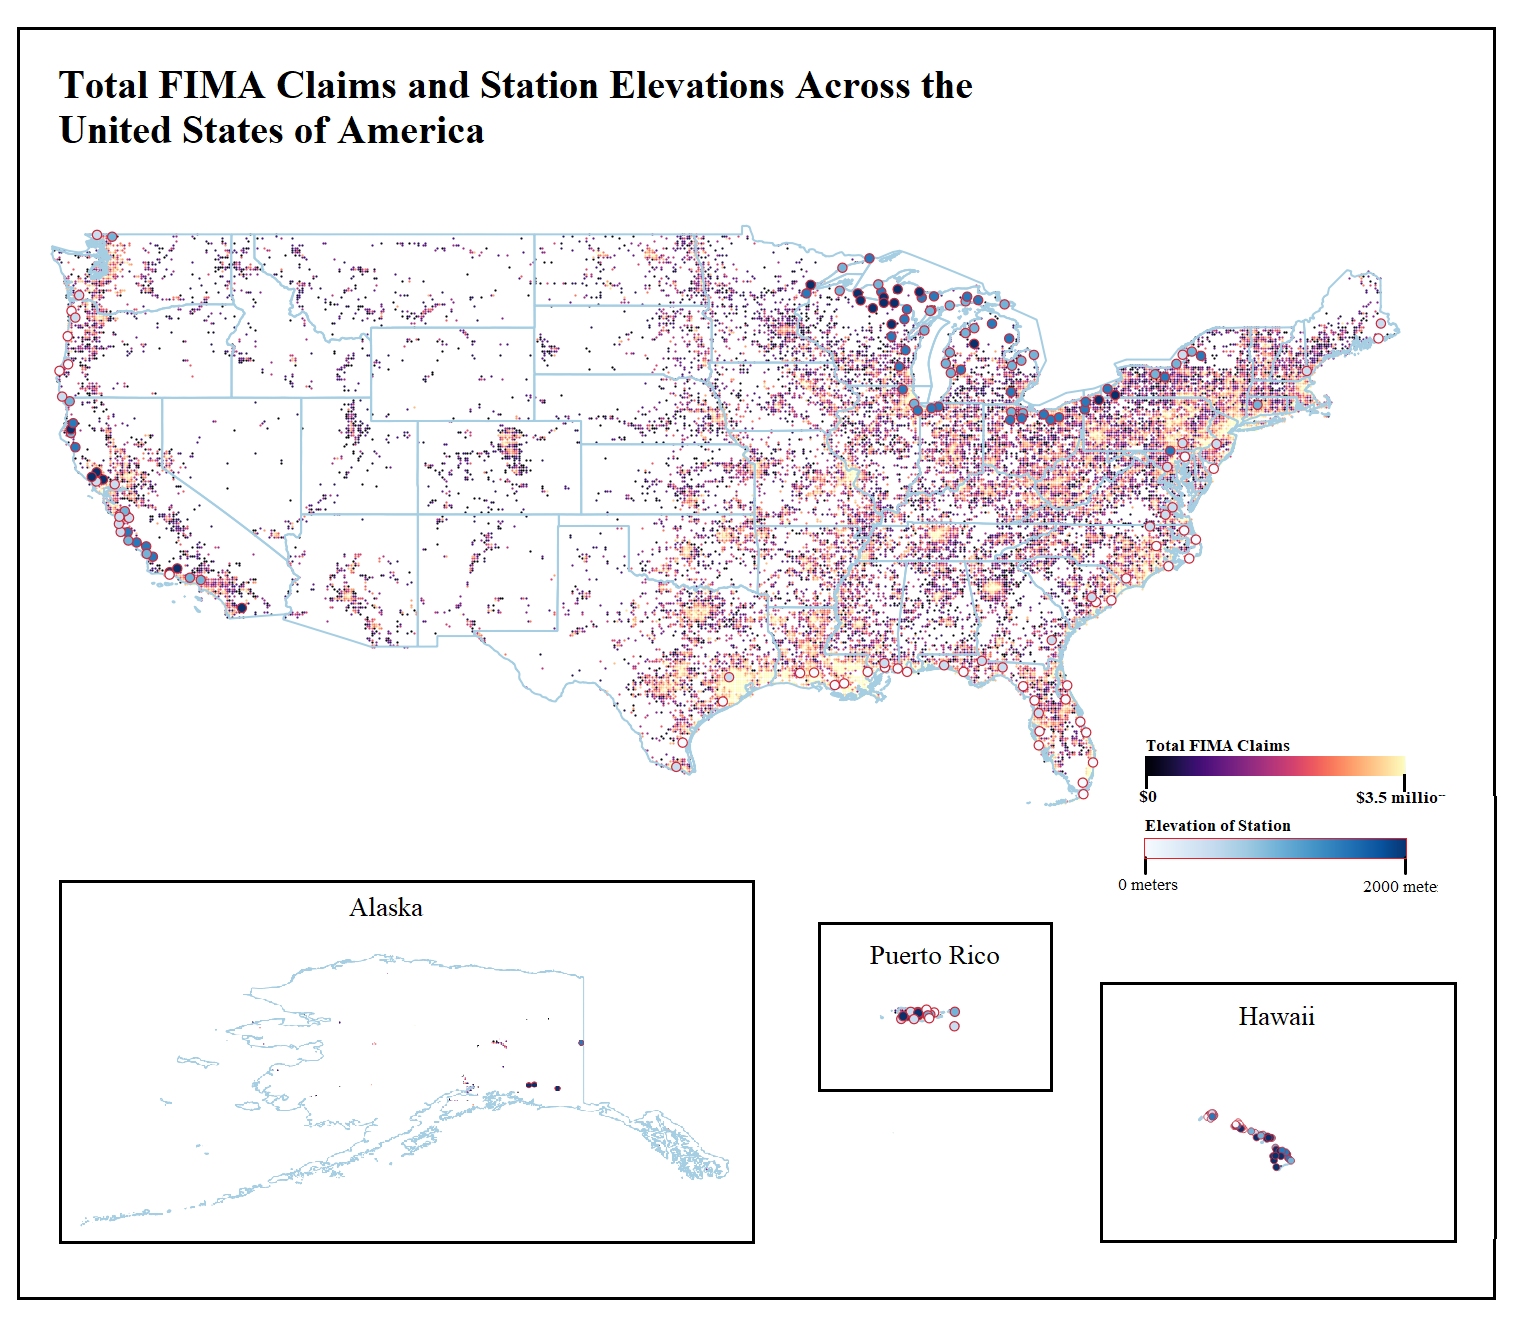 Total FIMA Claims and Station Elevations Across the
United States of America
Total FIMA Claims
$0
$3.5 millio
Elevation of Station
0 meters
2000 mete
Alaska
Puerto Rico
Hawaii